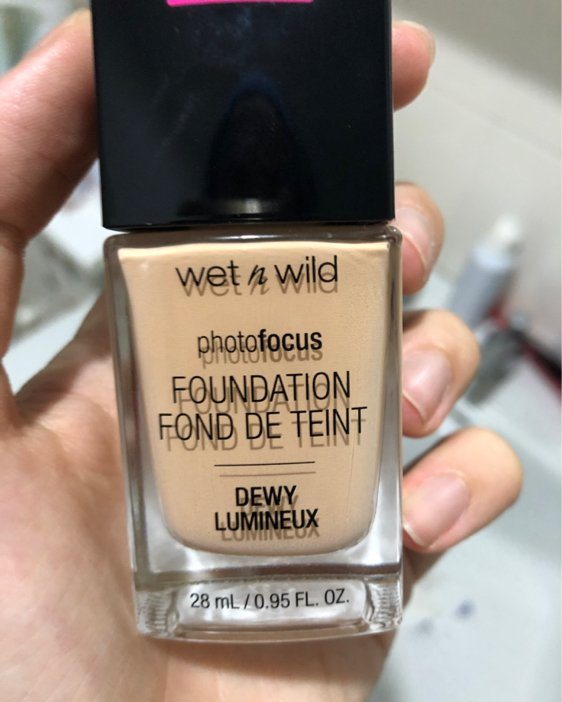 wet n wild
photofocus
FOUNDATION
FOND DE TEINT
DEWY
LUMINEUX
28 mL / 0.95 FL. OZ.